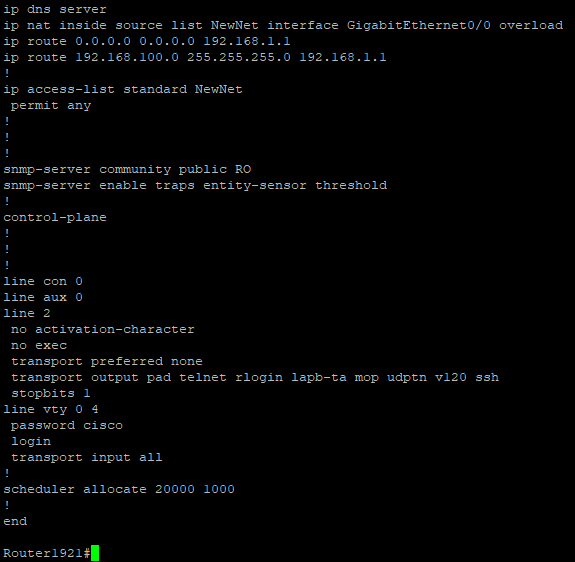 ip dns server
ip nat inside source list NewNet interface GigabitEthernet0/0 overload
ip route 0.0.0.0 0.0.0.0 192.168.1.1
ip route 192.168.100.0 255.255.255.0 192.168.1.1
!
ip access-list standard NewNet
 permit any
!
!
!
snmp-server community public RO
snmp-server enable traps entity-sensor threshold
!
control-plane
!
!
!
line con 0
line aux 0
line 2
 no activation-character
 no exec
 transport preferred none
 transport output pad telnet rlogin lapb-ta mop udptn v120 ssh
 stopbits 1
line vty 0 4
 password cisco
 login
 transport input all
!
scheduler allocate 20000 1000
!
end
Router1921#